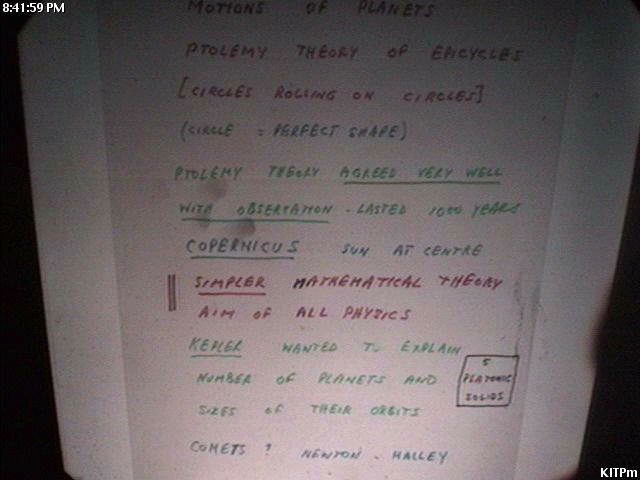 8:41:59 PM
MOTIONS OF PLANETS
PTOLEMY THEORY OF EPICYCLES
[CIRCLES ROLLING ON CIRCLES]
(CIRCLE = PERFECT SHAPE)
PTOLEMY THEORY AGREED VERY WELL
WITH OBSERVATION - LASTED 1000 YEARS
COPERNICUS SUN AT CENTRE
SIMPLER MATHEMATICAL THEORY
AIM OF ALL PHYSICS
KEPLER WANTED TO EXPLAIN
NUMBER OF PLANETS AND
SIZES OF THEIR ORBITS
5
PLATONIC
SOLIDS
COMETS ? NEWTON - HALLEY
KITPm